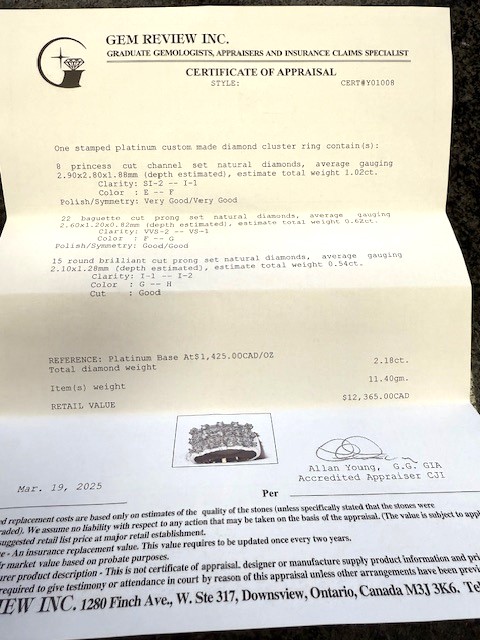 GEM REVIEW INC.
GRADUATE GEMOLOGISTS, APPRAISERS AND INSURANCE CLAIMS SPECIALIST
CERTIFICATE OF APPRAISAL
STYLE: CERT#Y01008
One stamped platinum custom made diamond cluster ring contain(s):
8 princess cut channel set natural diamonds, average gauging
2.90x2.80x1.88mm (depth estimated), estimate total weight 1.02ct.
Clarity: SI-2 -- I-1
Color : E -- F
Polish/Symmetry: Very Good/Very Good
22 baguette cut prong set natural diamonds, average gauging
2.60x1.20x0.82mm (depth estimated), estimate total weight 0.62ct.
Clarity: VVS-2 -- VS-1
Color : F -- G
Polish/Symmetry: Good/Good
15 round brilliant cut prong set natural diamonds, average gauging
2.10x1.28mm (depth estimated), estimate total weight 0.54ct.
Clarity: I-1 -- I-2
Color : G -- H
Cut : Good
REFERENCE: Platinum Base At$1,425.00CAD/OZ
Total diamond weight 2.18ct.
Item(s) weight 11.40gm.
RETAIL VALUE $12,365.00CAD
Mar. 19, 2025
Per
Allan Young, G.G. GIA
Accredited Appraiser CJI
ed replacement costs are based only on estimates of the quality of the stones (unless specifically stated that the stones were
raded). We assume no liability with respect to any action that may be taken on the basis of the appraisal. (The value is subject to appl
suggested retail list price at major retail establishment.
e - An insurance replacement value. This value requires to be updated once every two years.
ir market value based on probate purposes.
urer product description - This is not certificate of appraisal. designer or manufacture supply product information and pri
required to give testimony or attendance in court by reason of this appraisal unless other arrangements have been previ
IEW INC. 1280 Finch Ave., W. Ste 317, Downsview, Ontario, Canada M3J 3K6. Te